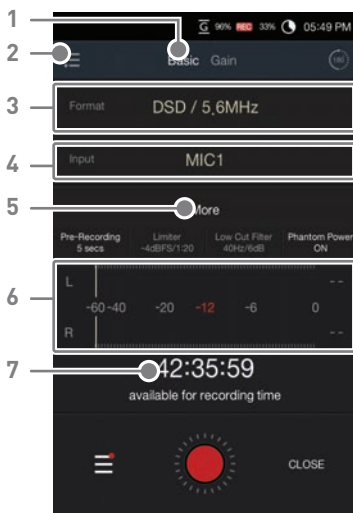 1
G 96% REC 33% 05:49 PM
2
Basic Gain
180°
3
Format DSD / 5.6MHz
4
Input MIC1
5
More
Pre-Recording Limiter Low Cut Filter Phantom Power
5 secs -4dBFS/1:20 40Hz/6dB ON
6
L - -
-60 -40 -20 -12 -6 0
R - -
7
42:35:59
available for recording time
CLOSE